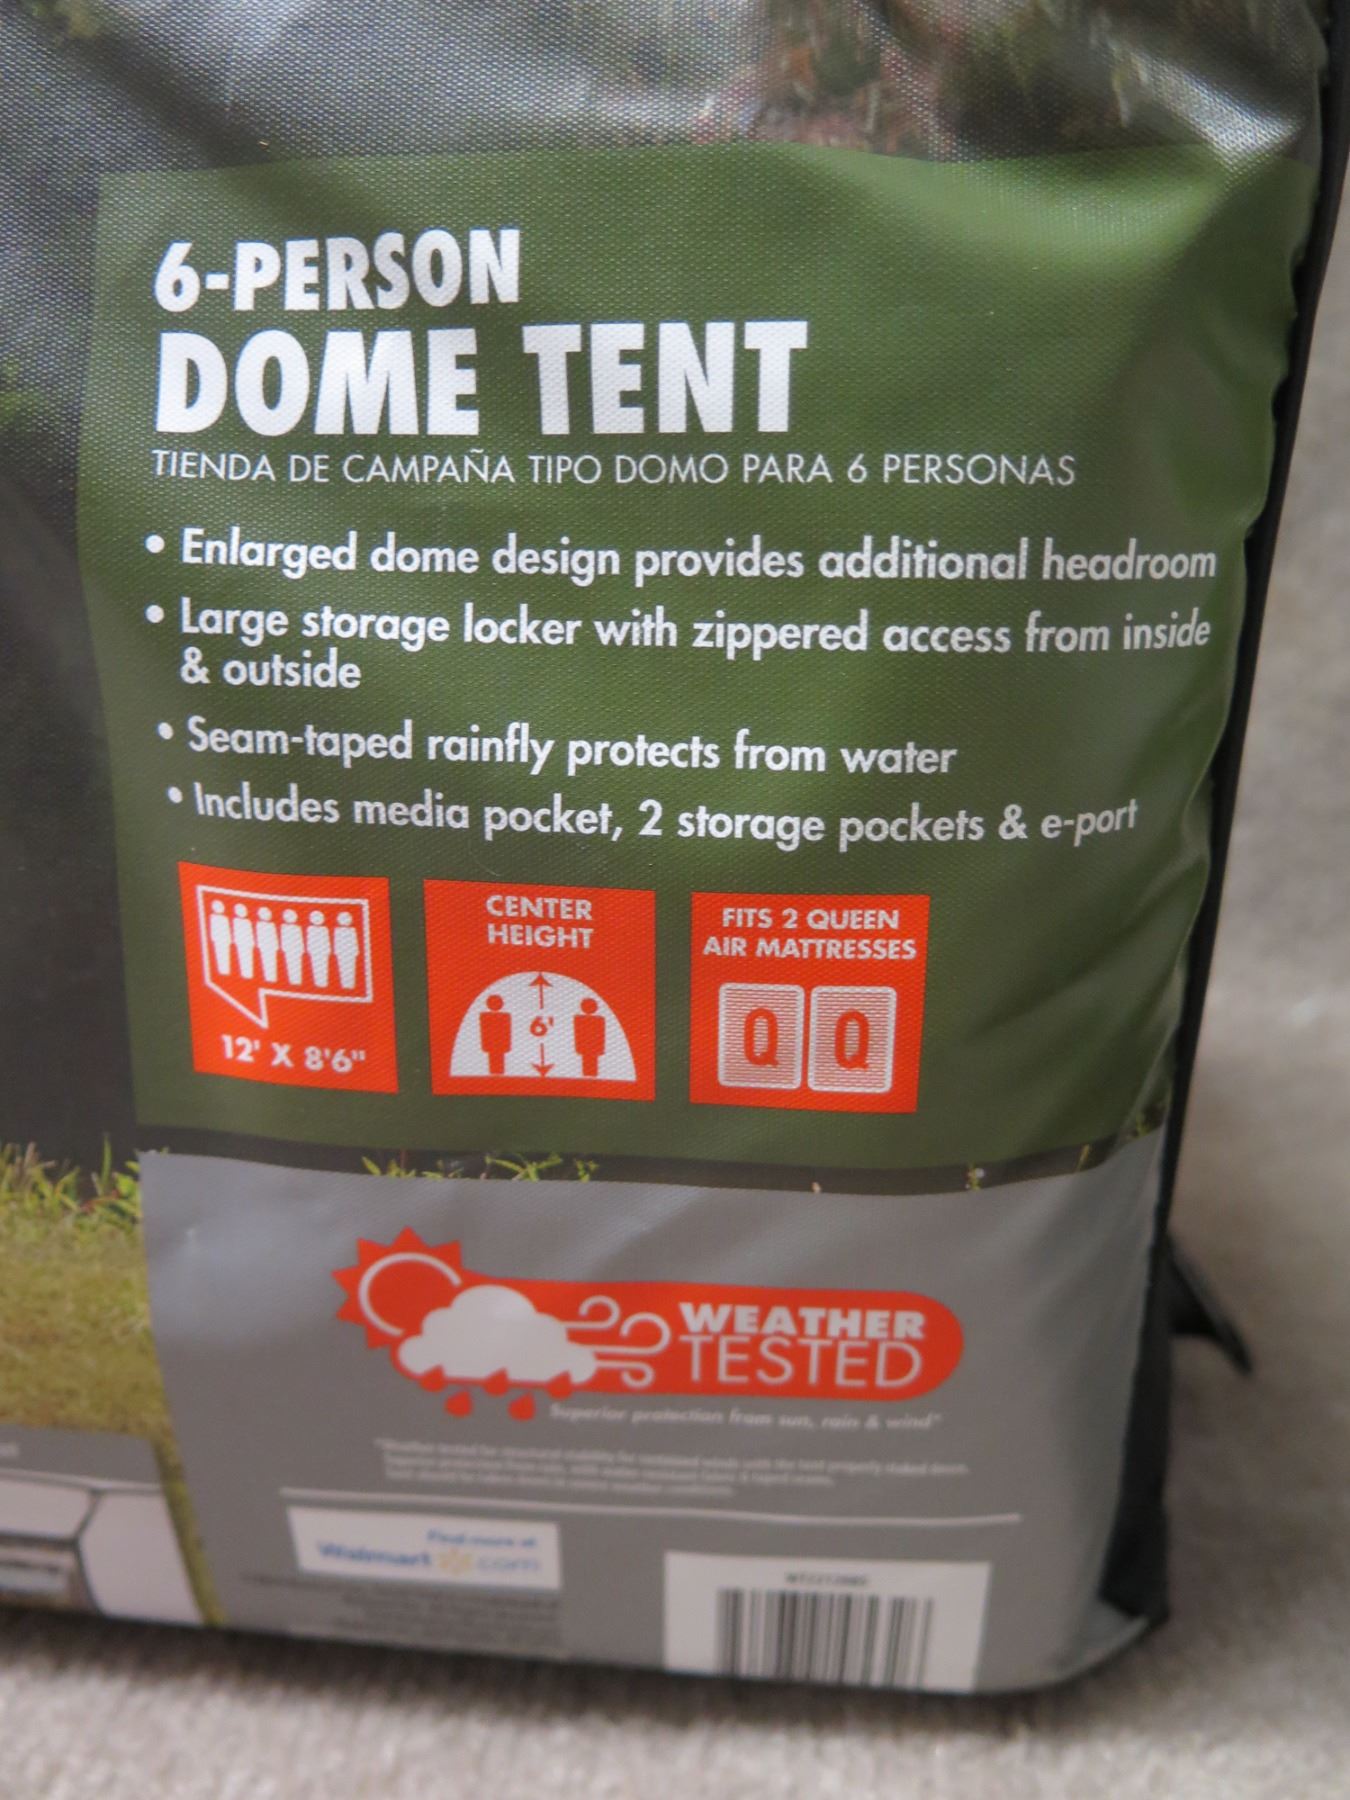 6-PERSON
DOME TENT
TIENDA DE CAMPAÑA TIPO DOMO PARA 6 PERSONAS
• Enlarged dome design provides additional headroom
• Large storage locker with zippered access from inside
& outside
• Seam-taped rainfly protects from water
• Includes media pocket, 2 storage pockets & e-port
12' X 8'6"
CENTER
HEIGHT
6'
FITS 2 QUEEN
AIR MATTRESSES
Q Q
WEATHER
TESTED
Superior protection from sun, rain & wind*
Find more at
Walmart .com